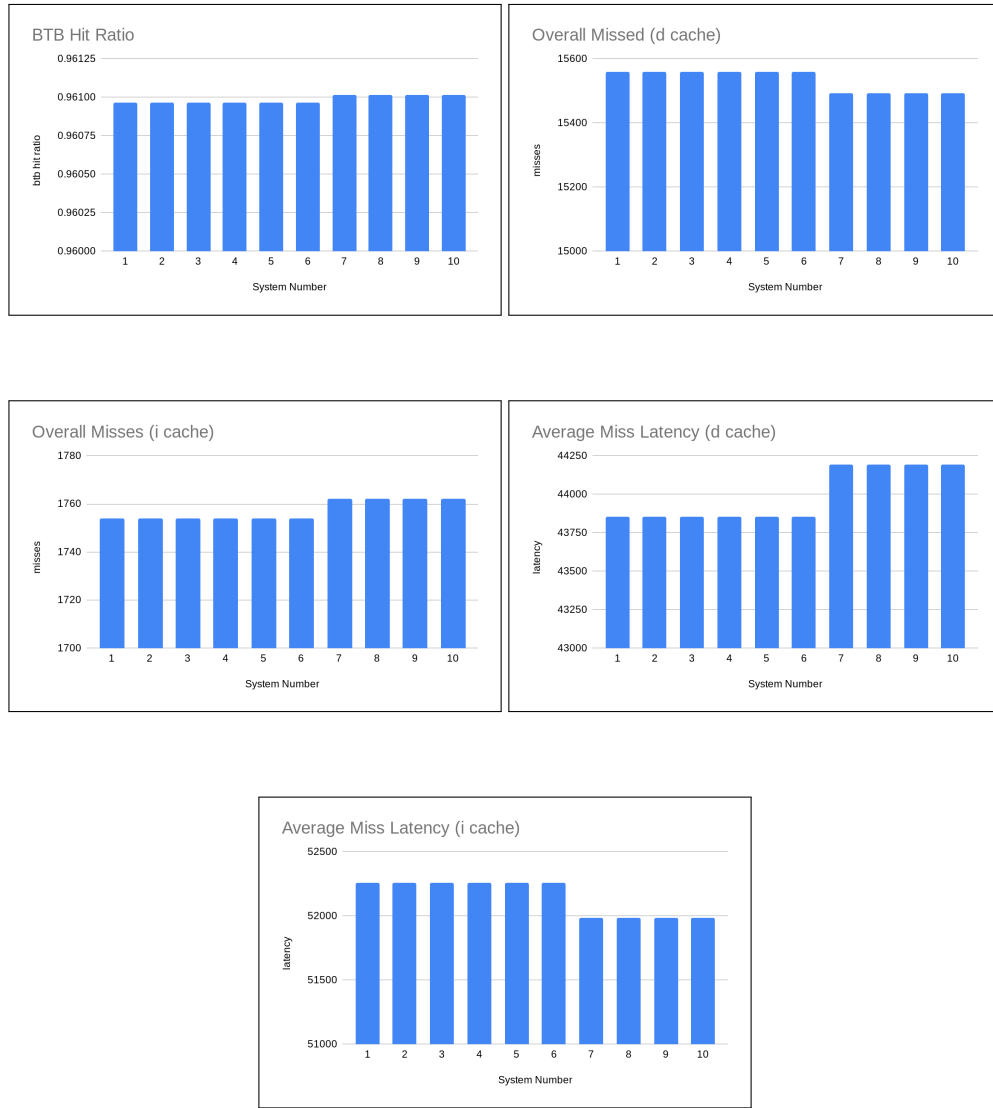 BTB Hit Ratio
0.96125
0.96100
0.96075
0.96050
0.96025
0.96000
btb hit ratio
1 2 3 4 5 6 7 8 9 10
System Number
Overall Missed (d cache)
15600
15400
15200
15000
misses
1 2 3 4 5 6 7 8 9 10
System Number
Overall Misses (i cache)
1780
1760
1740
1720
1700
misses
1 2 3 4 5 6 7 8 9 10
System Number
Average Miss Latency (d cache)
44250
44000
43750
43500
43250
43000
latency
1 2 3 4 5 6 7 8 9 10
System Number
Average Miss Latency (i cache)
52500
52000
51500
51000
latency
1 2 3 4 5 6 7 8 9 10
System Number